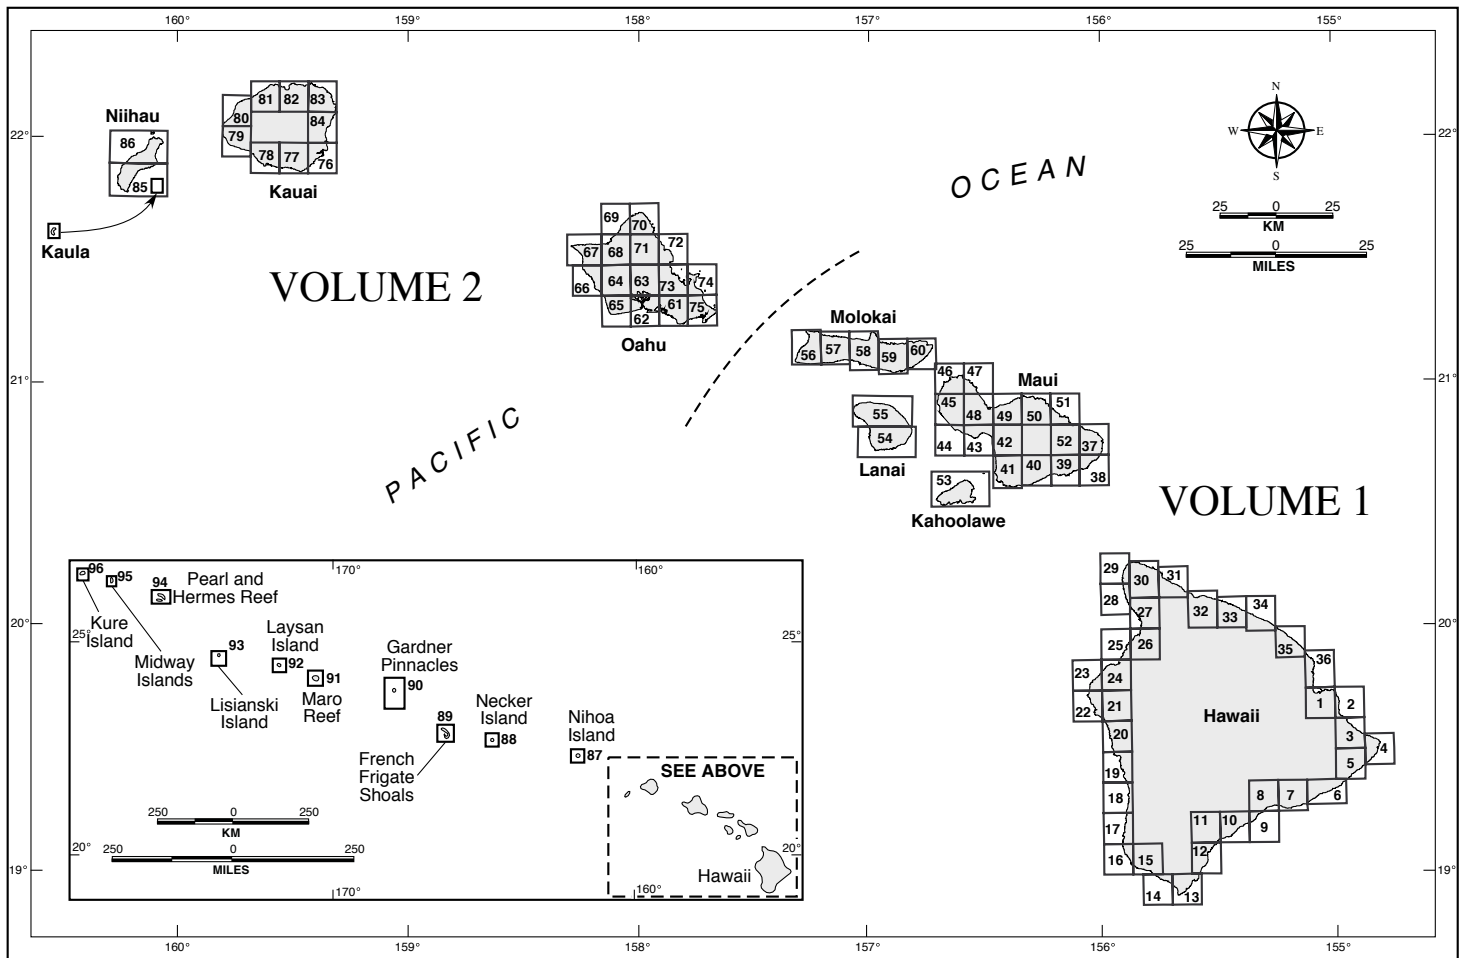 160° 159° 158° 157° 156° 155°
N
W E
S
22° 22°
Niihau
86
85
Kaula
81 82 83
80 84
79
78 77 76
Kauai
OCEAN
25 0 25
KM
25 0 25
MILES
VOLUME 2
69 70
67 68 71 72
66 64 63 73 74
65 62 61 75
Oahu
Molokai
56 57 58 59 60
21° 21°
46 47 Maui
45 48 49 50 51
44 43 42 52 37
41 40 39 38
55
54
Lanai
53
Kahoolawe
PACIFIC
VOLUME 1
170° 160°
96 95 94 Pearl and
Hermes Reef
Kure
Island
25° 25°
Midway
Islands
93
Lisianski
Island
Laysan
Island
92
91
Maro
Reef
Gardner
Pinnacles
90
89
French
Frigate
Shoals
Necker
Island
88
Nihoa
Island
87
SEE ABOVE
Hawaii
250 0 250
KM
250 0 250
MILES
20° 20°
170° 160°
20° 20°
29 30 31
28 27 32 33 34
25 26 35
23 24 36
22 21 Hawaii 1 2
20 3 4
19 5
18 8 7 6
17 11 10 9
16 15 12
14 13
19° 19°
160° 159° 158° 157° 156° 155°